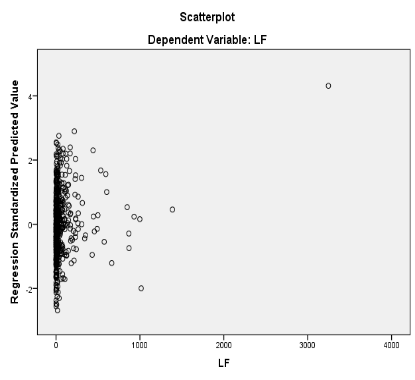 Scatterplot
Dependent Variable: LF
Regression Standardized Predicted Value
4
2
0
-2
0 1000 2000 3000 4000
LF